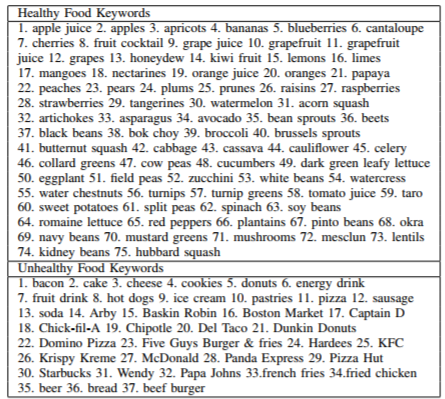 Healthy Food Keywords
1. apple juice 2. apples 3. apricots 4. bananas 5. blueberries 6. cantaloupe
7. cherries 8. fruit cocktail 9. grape juice 10. grapefruit 11. grapefruit
juice 12. grapes 13. honeydew 14. kiwi fruit 15. lemons 16. limes
17. mangoes 18. nectarines 19. orange juice 20. oranges 21. papaya
22. peaches 23. pears 24. plums 25. prunes 26. raisins 27. raspberries
28. strawberries 29. tangerines 30. watermelon 31. acorn squash
32. artichokes 33. asparagus 34. avocado 35. bean sprouts 36. beets
37. black beans 38. bok choy 39. broccoli 40. brussels sprouts
41. butternut squash 42. cabbage 43. cassava 44. cauliflower 45. celery
46. collard greens 47. cow peas 48. cucumbers 49. dark green leafy lettuce
50. eggplant 51. field peas 52. zucchini 53. white beans 54. watercress
55. water chestnuts 56. turnips 57. turnip greens 58. tomato juice 59. taro
60. sweet potatoes 61. split peas 62. spinach 63. soy beans
64. romaine lettuce 65. red peppers 66. plantains 67. pinto beans 68. okra
69. navy beans 70. mustard greens 71. mushrooms 72. mesclun 73. lentils
74. kidney beans 75. hubbard squash
Unhealthy Food Keywords
1. bacon 2. cake 3. cheese 4. cookies 5. donuts 6. energy drink
7. fruit drink 8. hot dogs 9. ice cream 10. pastries 11. pizza 12. sausage
13. soda 14. Arby 15. Baskin Robin 16. Boston Market 17. Captain D
18. Chick-fil-A 19. Chipotle 20. Del Taco 21. Dunkin Donuts
22. Domino Pizza 23. Five Guys Burger & fries 24. Hardees 25. KFC
26. Krispy Kreme 27. McDonald 28. Panda Express 29. Pizza Hut
30. Starbucks 31. Wendy 32. Papa Johns 33.french fries 34.fried chicken
35. beer 36. bread 37. beef burger